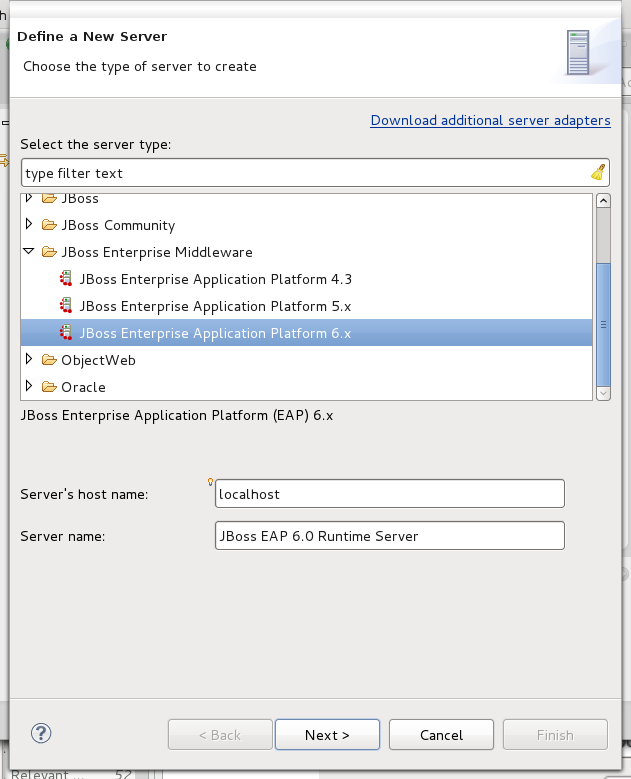 Define a New Server
Choose the type of server to create
Download additional server adapters
Select the server type:
type filter text
JBoss
JBoss Community
JBoss Enterprise Middleware
JBoss Enterprise Application Platform 4.3
JBoss Enterprise Application Platform 5.x
JBoss Enterprise Application Platform 6.x
ObjectWeb
Oracle
JBoss Enterprise Application Platform (EAP) 6.x
Server's host name:
localhost
Server name:
JBoss EAP 6.0 Runtime Server
?
< Back
Next >
Cancel
Finish
Relevant ... 52